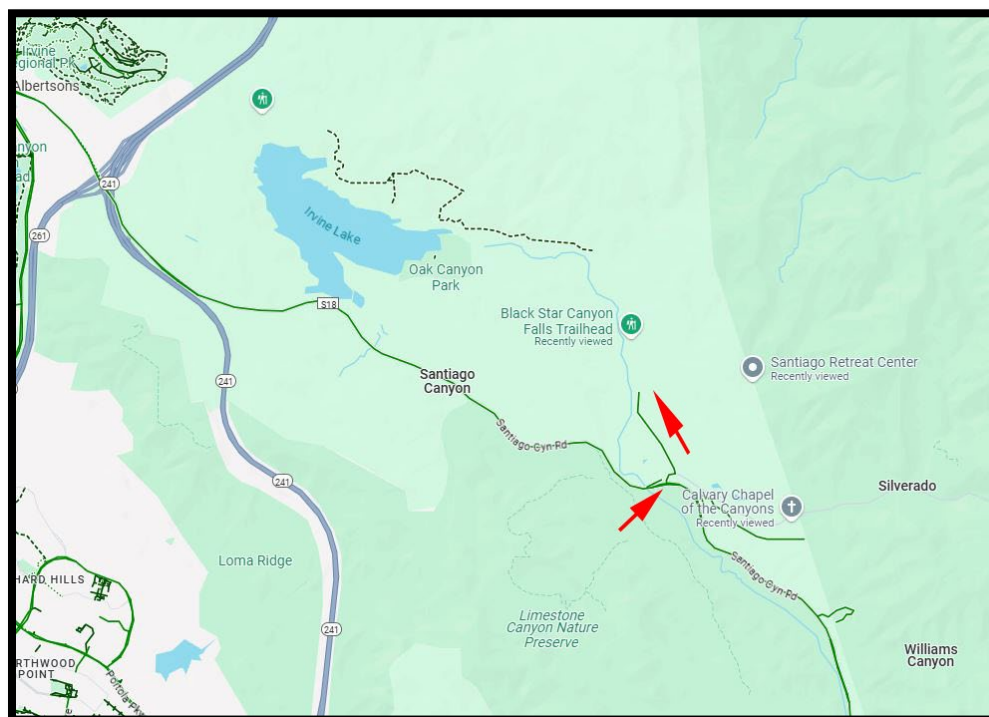 Irvine
Regional Pk
Albertsons
241
261
Irvine Lake
Oak Canyon
Park
S18
Black Star Canyon
Falls Trailhead
Recently viewed
Santiago Retreat Center
Recently viewed
241
Santiago
Canyon
Santiago Cyn Rd
241
Calvary Chapel
of the Canyons
Recently viewed
Silverado
Loma Ridge
Santiago Cyn Rd
HARD HILLS
241
Limestone
Canyon Nature
Preserve
RTHWOOD
POINT
Portola Pkw
Williams
Canyon